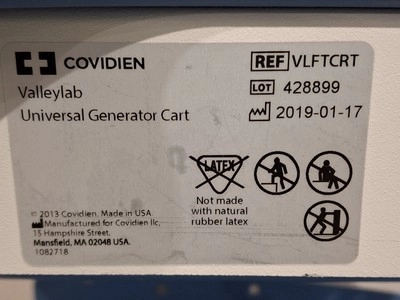 COVIDIEN
REF VLFTCRT
Valleylab
LOT 428899
Universal Generator Cart
2019-01-17
LATEX
Not made
with natural
rubber latex
© 2013 Covidien. Made in USA.
Manufactured for Covidien llc,
15 Hampshire Street,
Mansfield, MA 02048 USA.
1082718